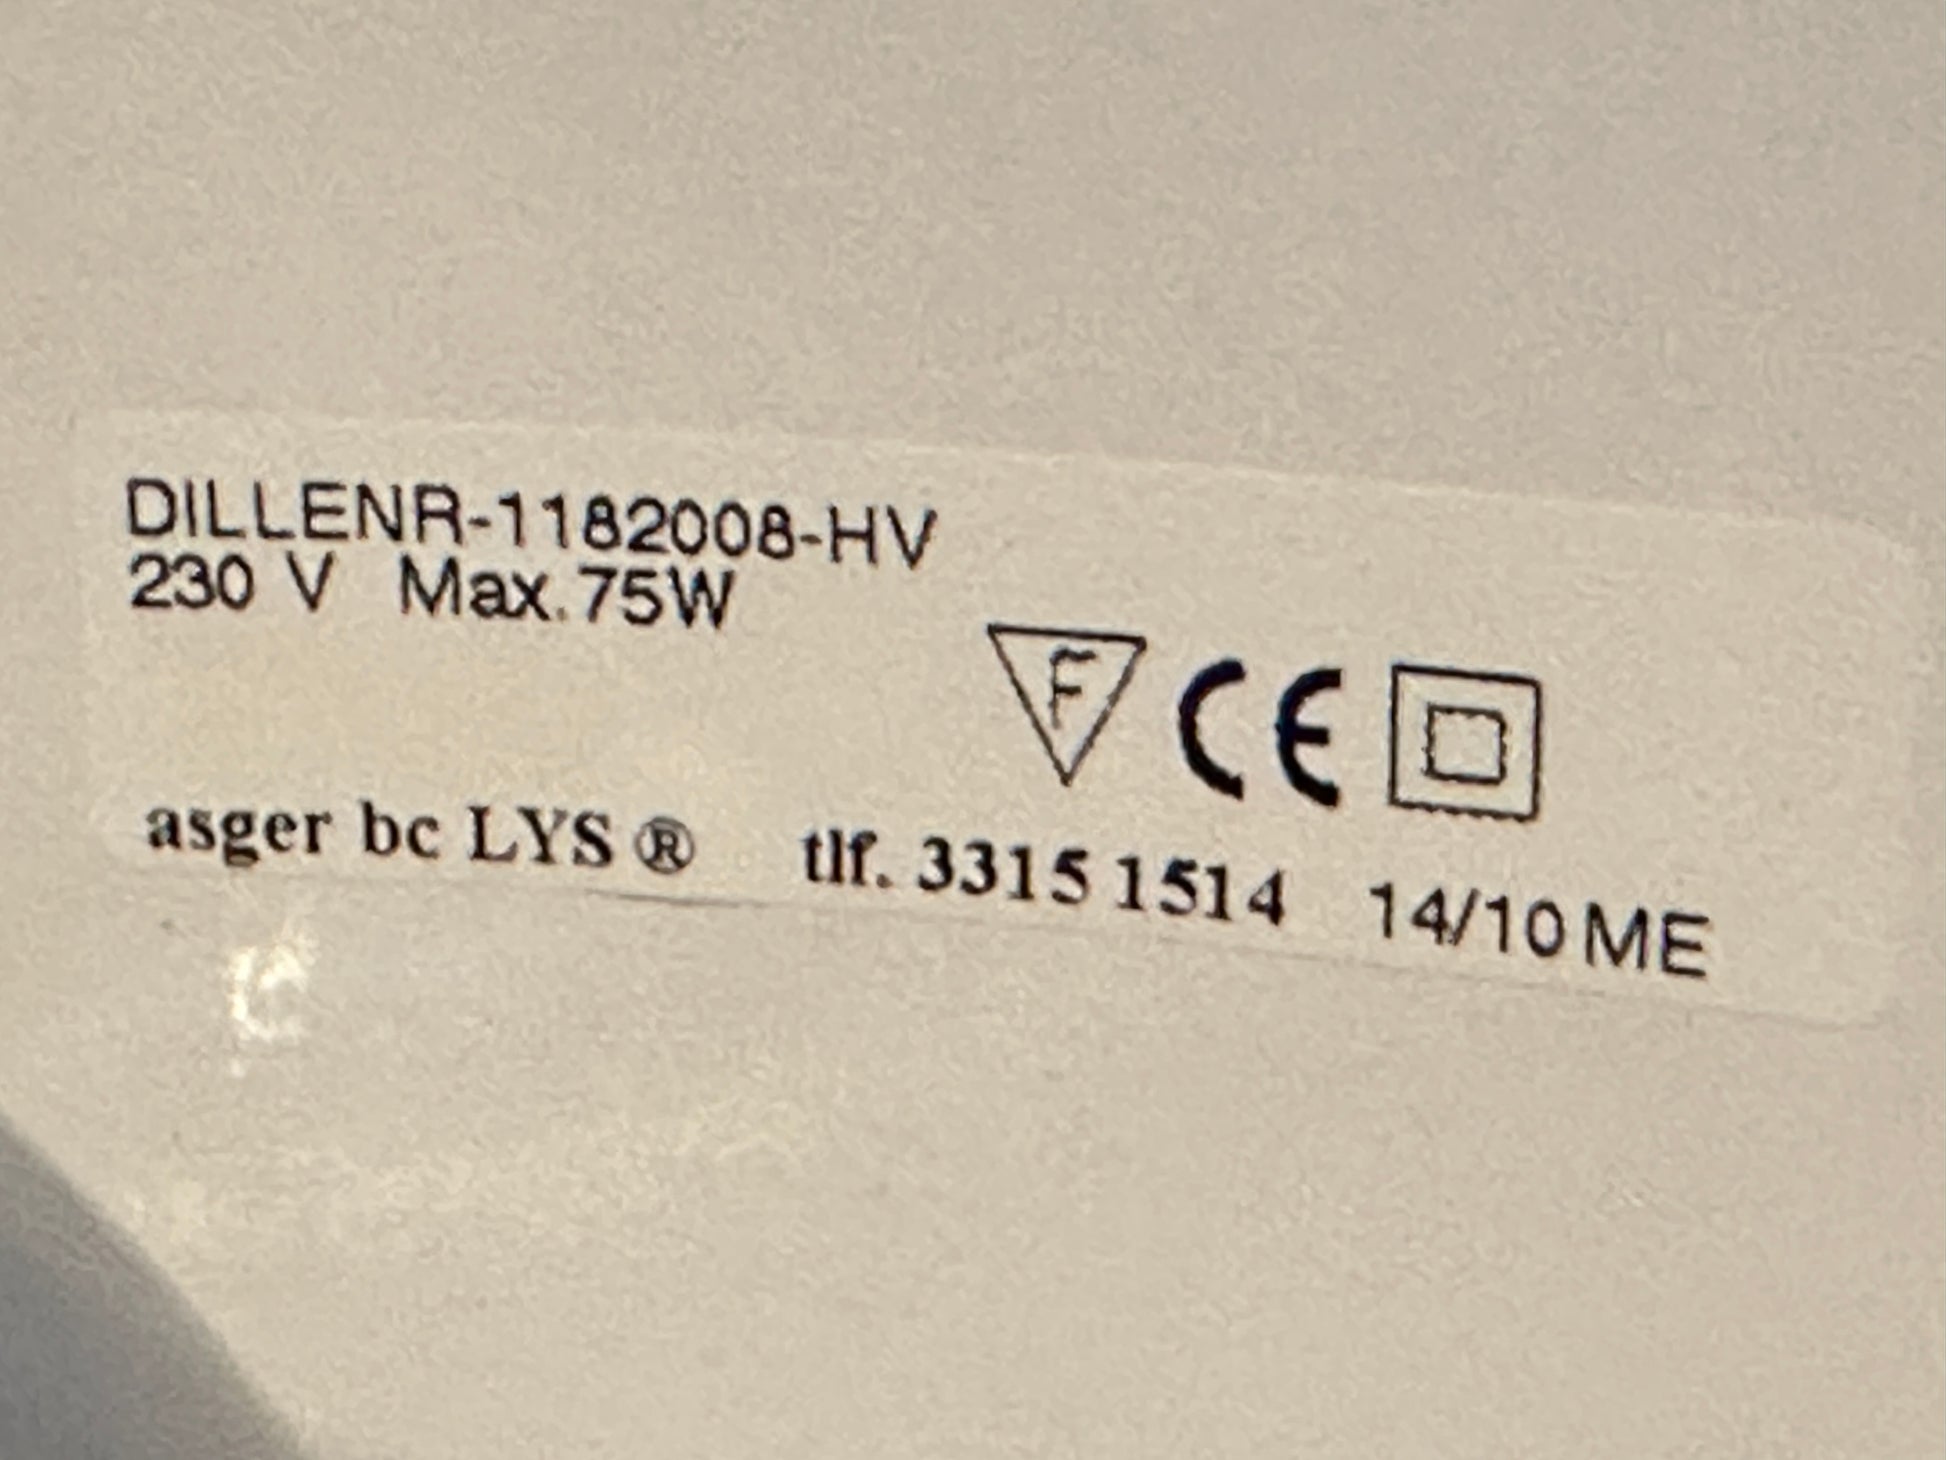 DILLENR-1182008-HV
230 V Max. 75W
F CE
asger bc LYS ® tlf. 3315 1514 14/10 ME